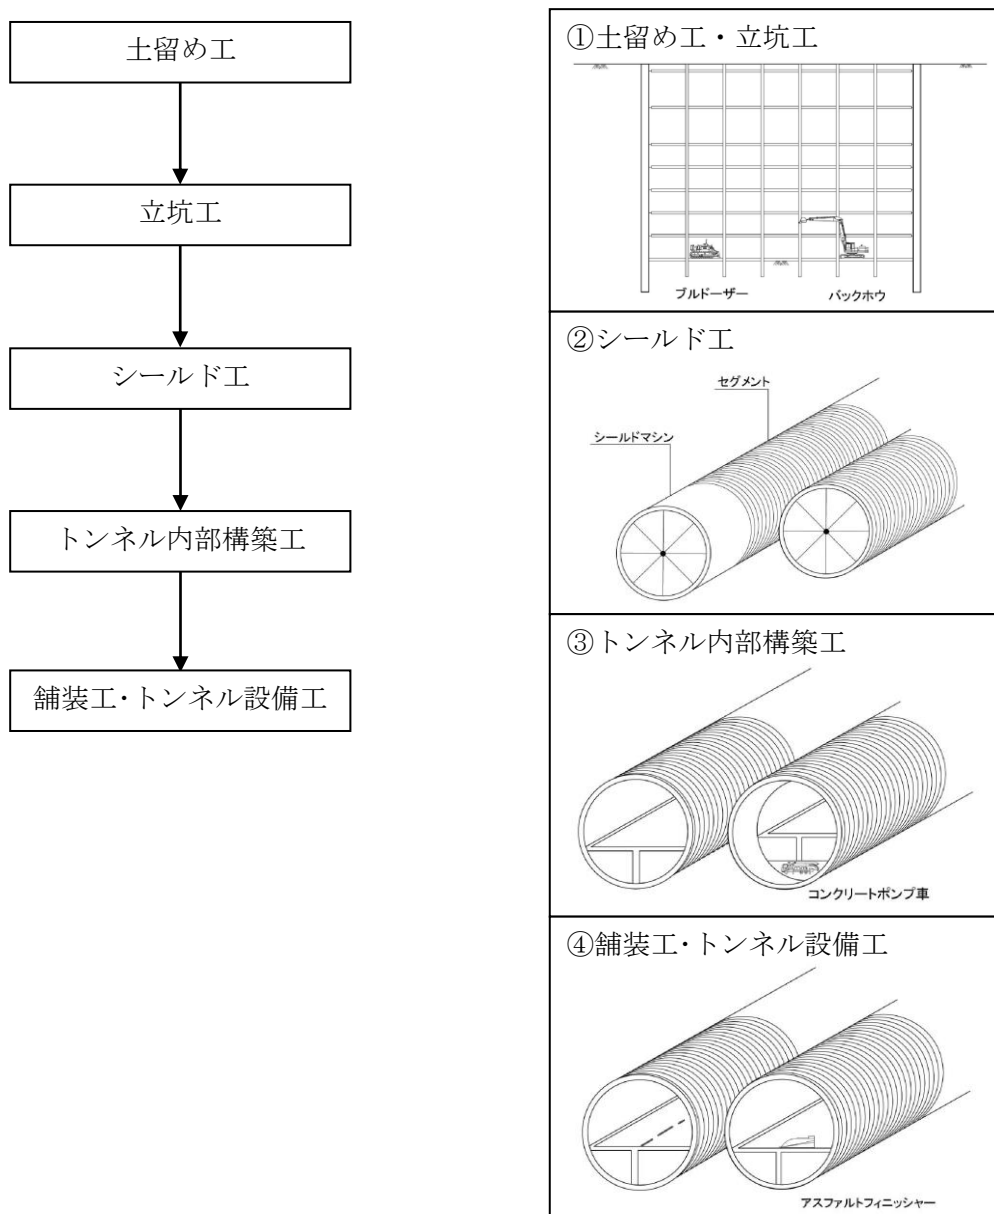 土留め工
立坑工
シールド工
トンネル内部構築工
舗装工・トンネル設備工
①土留め工・立坑工
ブルドーザー
バックホウ
②シールド工
セグメント
シールドマシン
③トンネル内部構築工
コンクリートポンプ車
④舗装工・トンネル設備工
アスファルトフィニッシャー